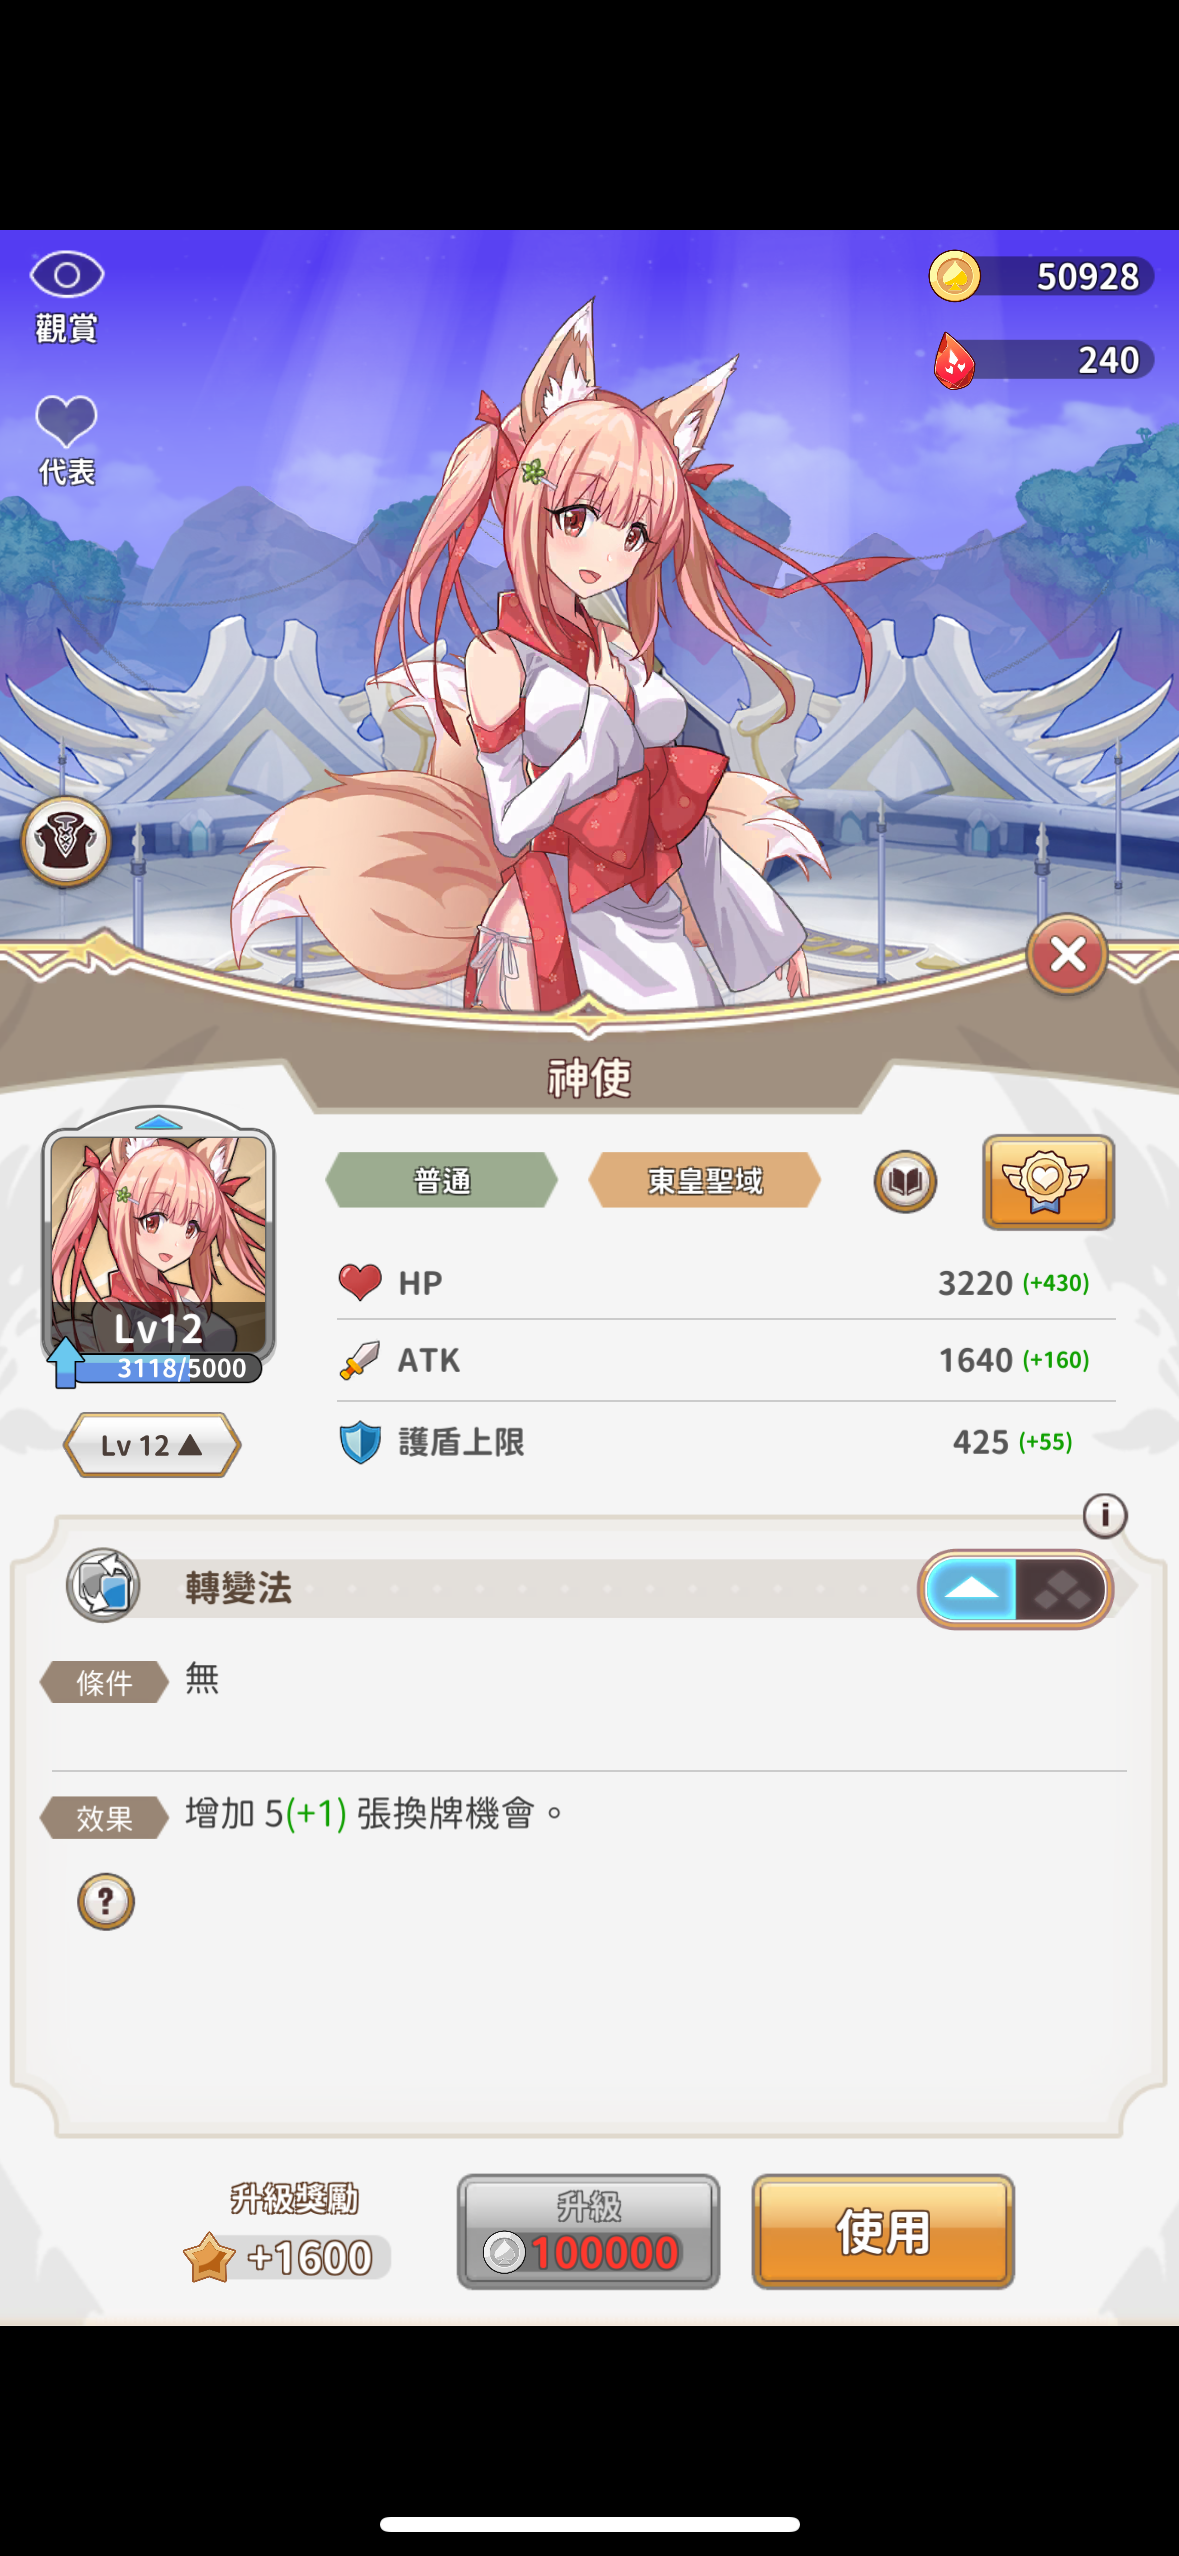 觀賞
50928
240
代表
神使
普通
東皇聖域
HP
3220 (+430)
Lv12
3118/5000
ATK
1640 (+160)
Lv 12 ▲
護盾上限
425 (+55)
i
轉變法
條件
無
效果
增加 5(+1) 張換牌機會。
?
升級獎勵
+1600
升級
100000
使用